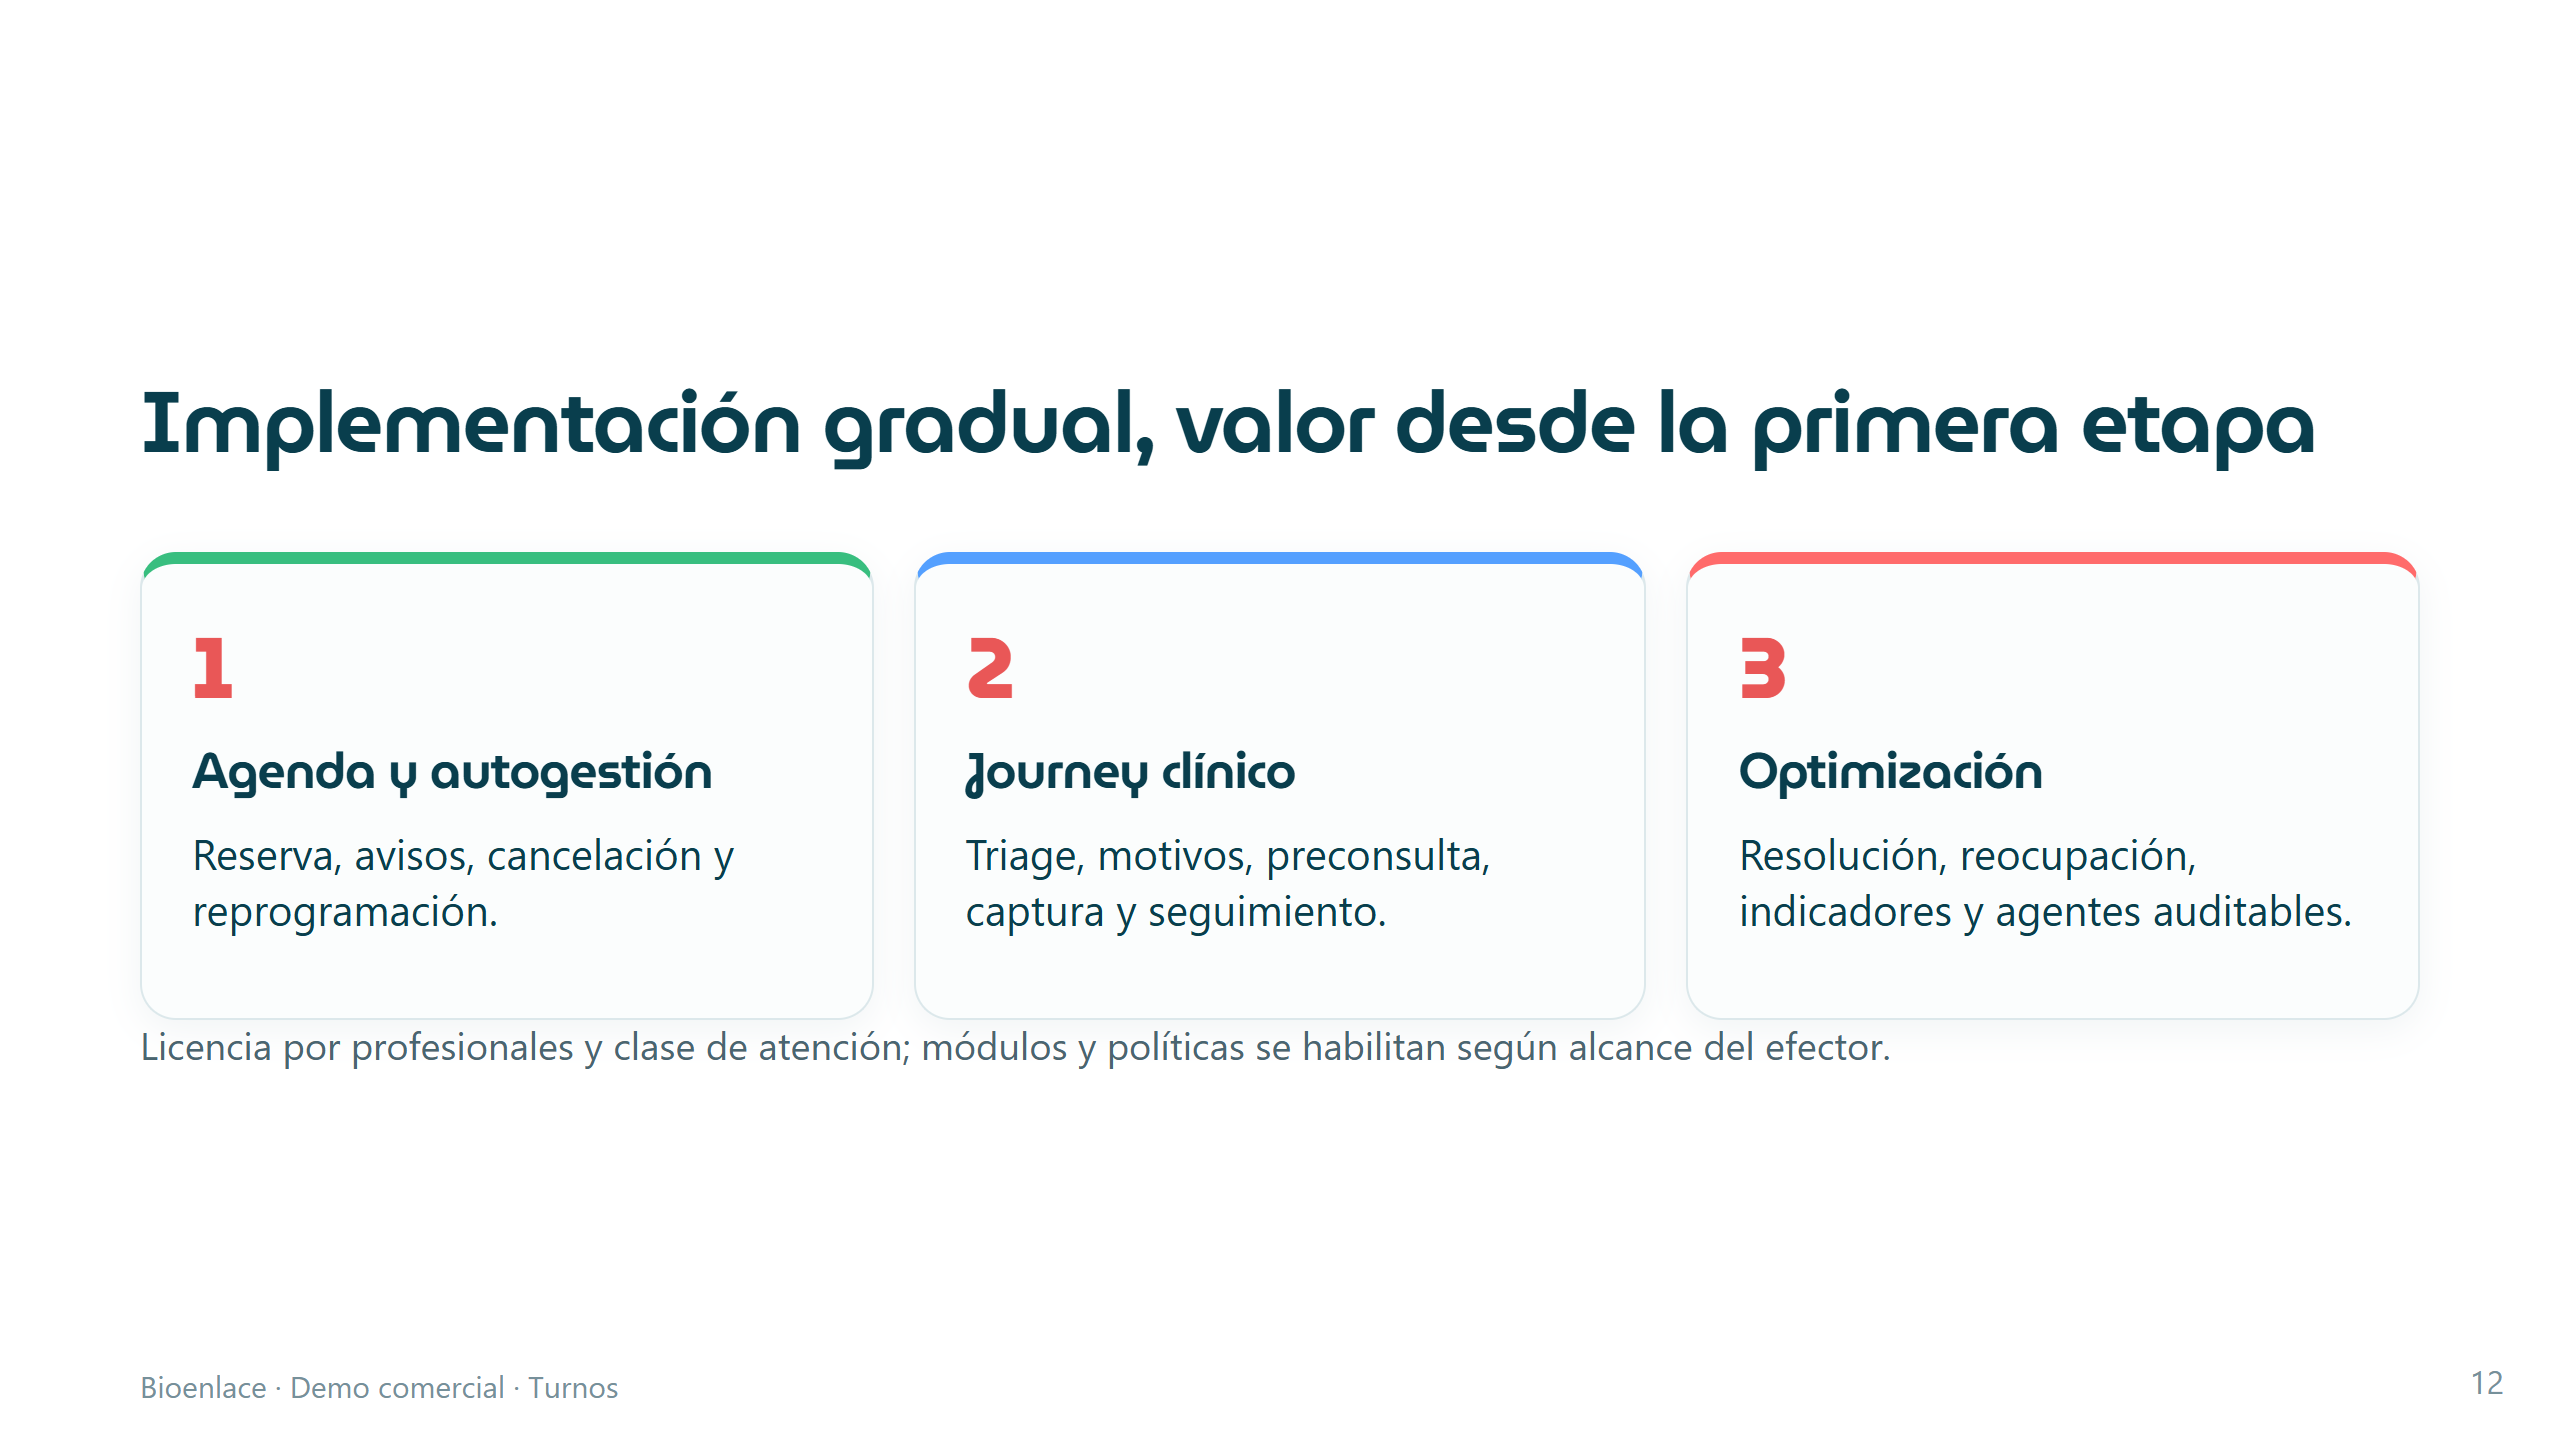 Implementación gradual, valor desde la primera etapa
1
Agenda y autogestión
Reserva, avisos, cancelación y
reprogramación.
2
Journey clínico
Triage, motivos, preconsulta,
captura y seguimiento.
3
Optimización
Resolución, reocupación,
indicadores y agentes auditables.
Licencia por profesionales y clase de atención; módulos y políticas se habilitan según alcance del efector.
Bioenlace · Demo comercial · Turnos
12